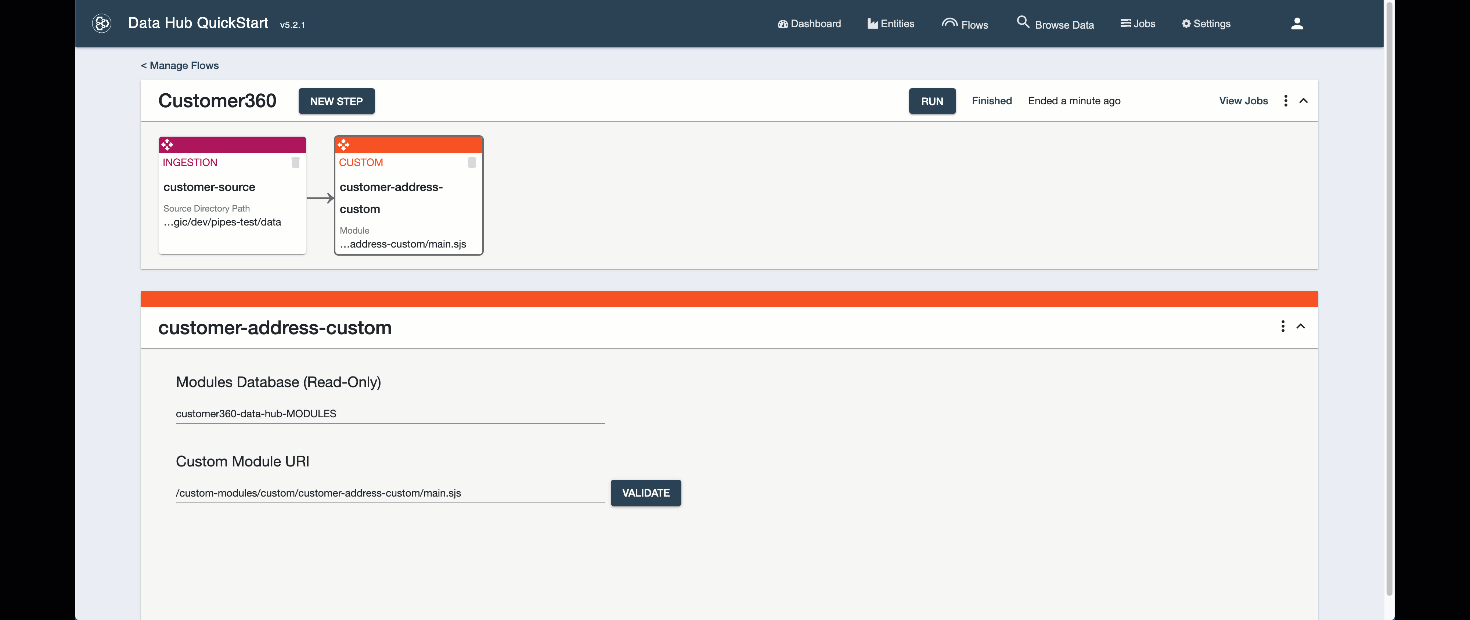 Data Hub QuickStart v5.2.1
Dashboard Entities Flows Browse Data Jobs Settings
< Manage Flows
Customer360 NEW STEP RUN Finished Ended a minute ago View Jobs
INGESTION
customer-source
Source Directory Path
...gic/dev/pipes-test/data
CUSTOM
customer-address-
custom
Module
...address-custom/main.sjs
customer-address-custom
Modules Database (Read-Only)
customer360-data-hub-MODULES
Custom Module URI
/custom-modules/custom/customer-address-custom/main.sjs VALIDATE